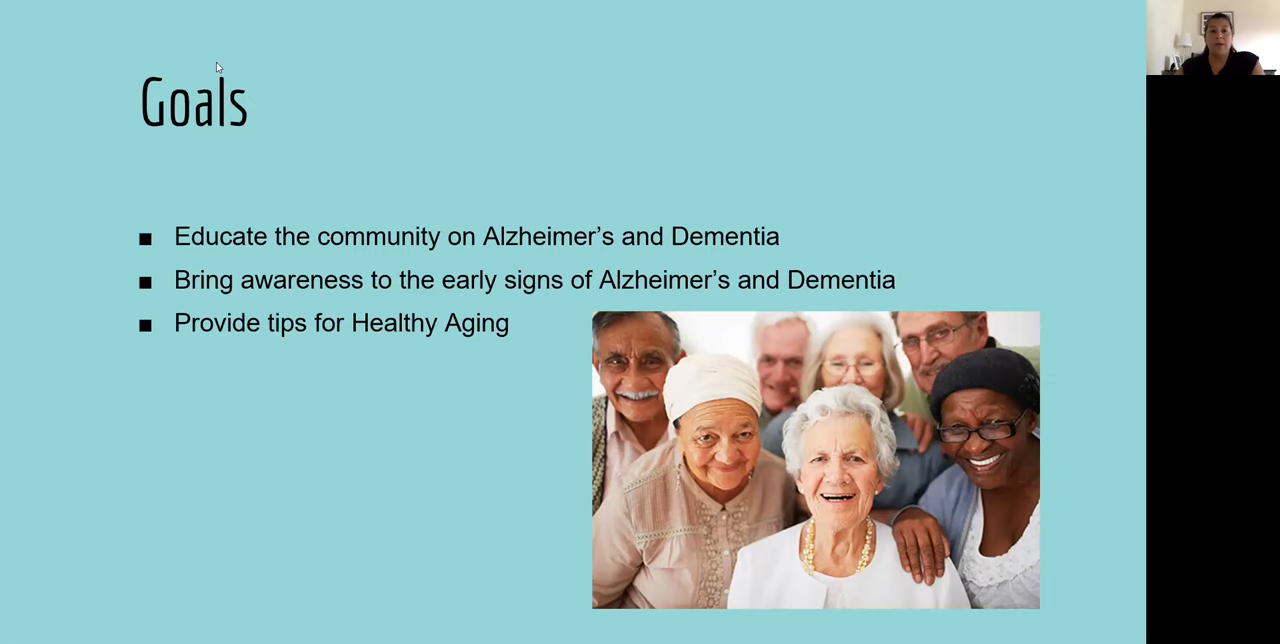 Goals
Educate the community on Alzheimer’s and Dementia
Bring awareness to the early signs of Alzheimer’s and Dementia
Provide tips for Healthy Aging